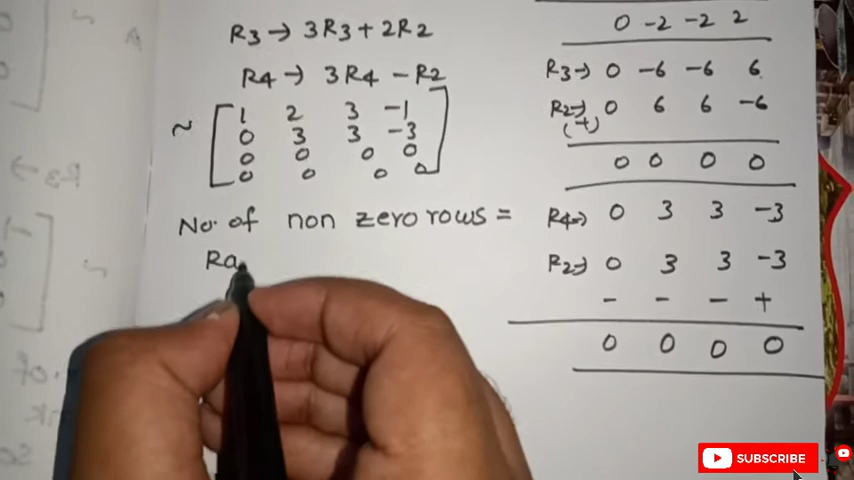 R3 → 3R3 + 2R2
R4 → 3R4 - R2
~ [ 1 2 3 -1
0 3 3 -3
0 0 0 0
0 0 0 0 ]
No. of non zero rows =
Ra
0 -2 -2 2
R3→ 0 -6 -6 6
R2→ 0 6 6 -6
(+)
0 0 0 0
R4→ 0 3 3 -3
R2→ 0 3 3 -3
- - - +
0 0 0 0
SUBSCRIBE